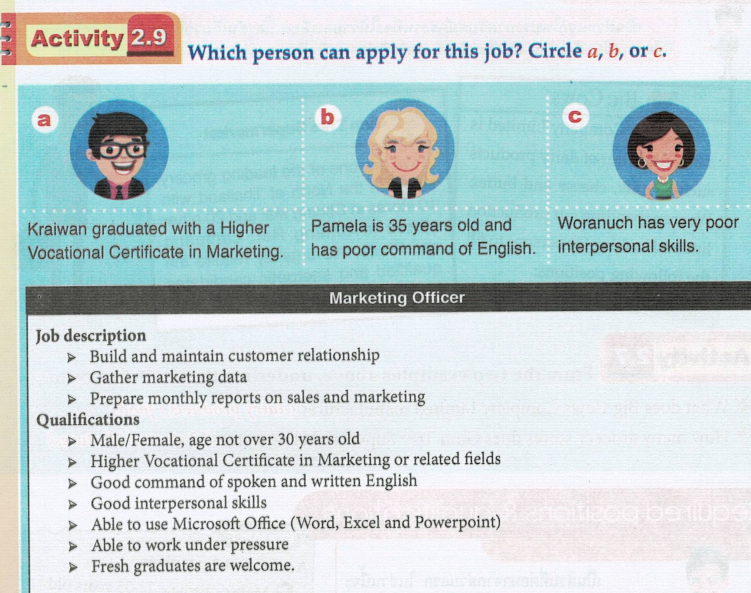 Activity 2.9
Which person can apply for this job? Circle a, b, or c.
a
Kraiwan graduated with a Higher
Vocational Certificate in Marketing.
b
Pamela is 35 years old and
has poor command of English.
c
Woranuch has very poor
interpersonal skills.
Marketing Officer
Job description
➢ Build and maintain customer relationship
➢ Gather marketing data
➢ Prepare monthly reports on sales and marketing
Qualifications
➢ Male/Female, age not over 30 years old
➢ Higher Vocational Certificate in Marketing or related fields
➢ Good command of spoken and written English
➢ Good interpersonal skills
➢ Able to use Microsoft Office (Word, Excel and Powerpoint)
➢ Able to work under pressure
➢ Fresh graduates are welcome.